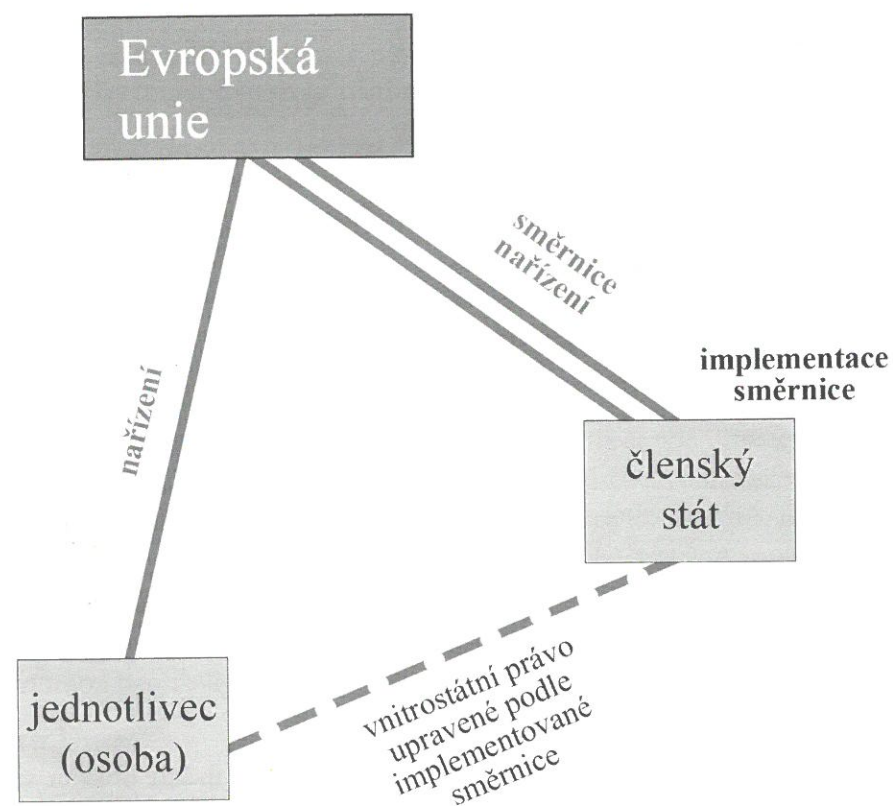 Evropská
unie
směrnice
nařízení
nařízení
implementace
směrnice
členský
stát
jednotlivec
(osoba)
vnitrostátní právo
upravené podle
implementované
směrnice